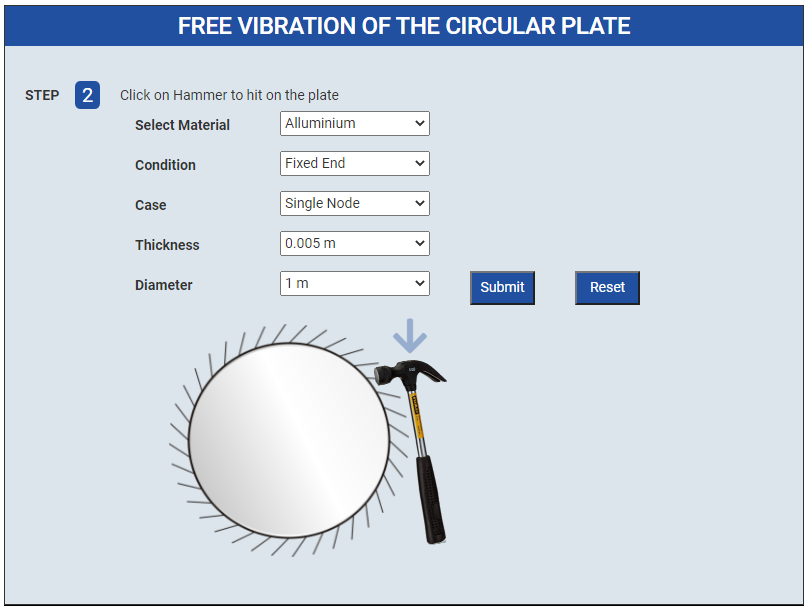 FREE VIBRATION OF THE CIRCULAR PLATE
STEP 2 Click on Hammer to hit on the plate
Select Material Alluminium
Condition Fixed End
Case Single Node
Thickness 0.005 m
Diameter 1 m Submit Reset